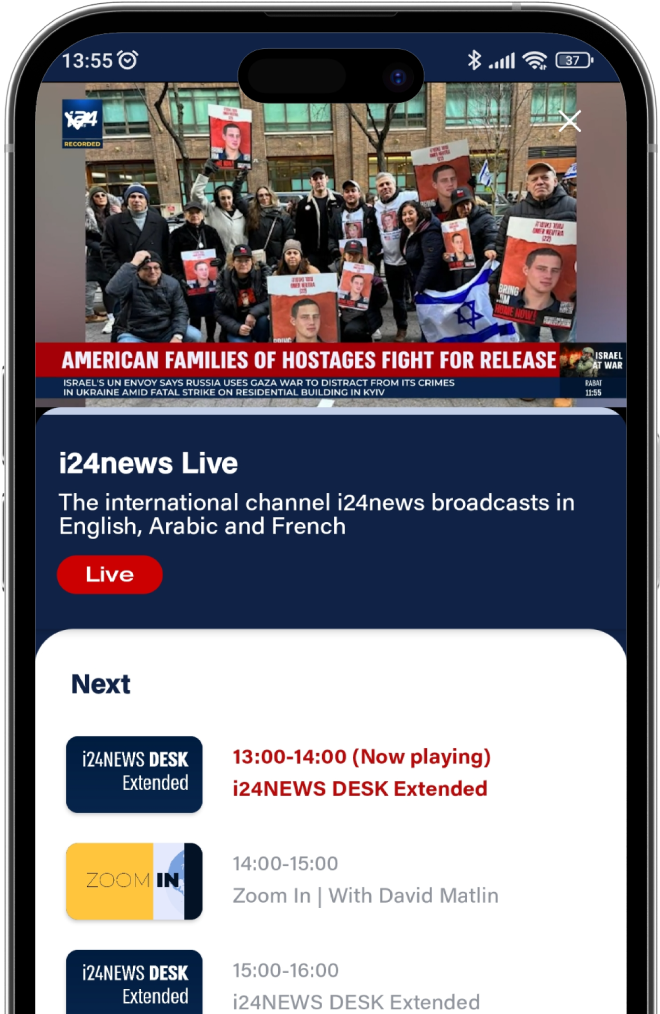 13:55
37
i24
RECORDED
BRING
HIM
HOME NOW!
AMERICAN FAMILIES OF HOSTAGES FIGHT FOR RELEASE
ISRAEL
AT WAR
ISRAEL'S UN ENVOY SAYS RUSSIA USES GAZA WAR TO DISTRACT FROM ITS CRIMES
IN UKRAINE AMID FATAL STRIKE ON RESIDENTIAL BUILDING IN KYIV
RABAT
11:55
i24news Live
The international channel i24news broadcasts in
English, Arabic and French
Live
Next
i24NEWS DESK
Extended
13:00-14:00 (Now playing)
i24NEWS DESK Extended
ZOOM IN
14:00-15:00
Zoom In | With David Matlin
i24NEWS DESK
Extended
15:00-16:00
i24NEWS DESK Extended